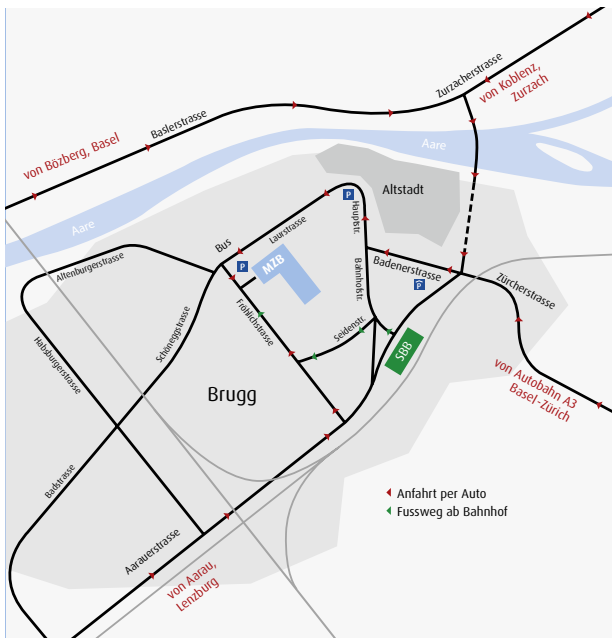 Zurzacherstrasse
von Koblenz,
Zurzach
Baslerstrasse
von Bözberg, Basel
Aare
Aare
Altstadt
P
Hauptstr.
Bus
Laurstrasse
Altenburgerstrasse
P
MZB
Bahnhofstr.
Badenerstrasse
P
Zürcherstrasse
Fröhlichstrasse
Seidenstr.
Schöneggstrasse
SBB
Habsburgerstrasse
von Autobahn A3
Basel-Zürich
Brugg
Badstrasse
Anfahrt per Auto
Fussweg ab Bahnhof
Aarauerstrasse
von Aarau,
Lenzburg